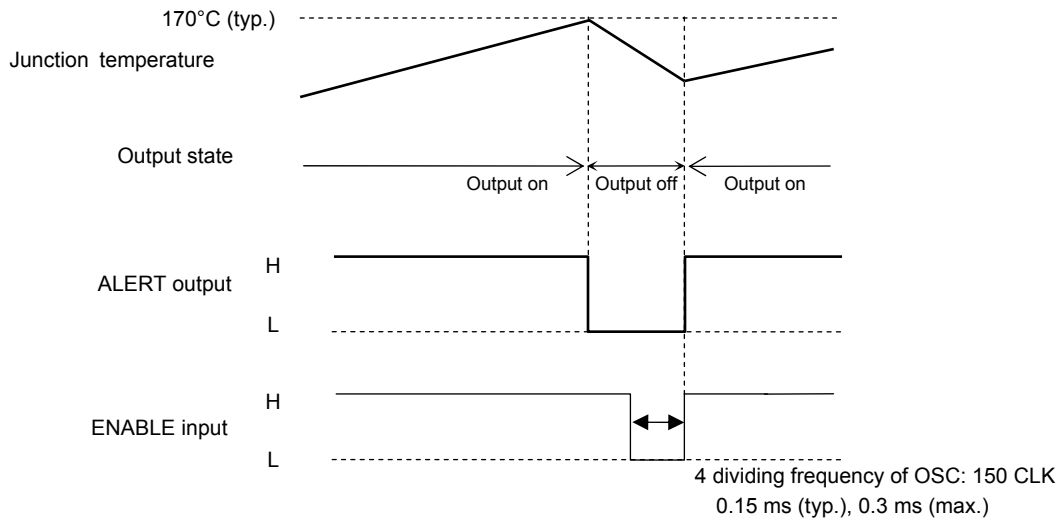 170°C (typ.)
Junction temperature
Output state
Output on
Output off
Output on
H
ALERT output
L
H
ENABLE input
L
4 dividing frequency of OSC: 150 CLK
0.15 ms (typ.), 0.3 ms (max.)